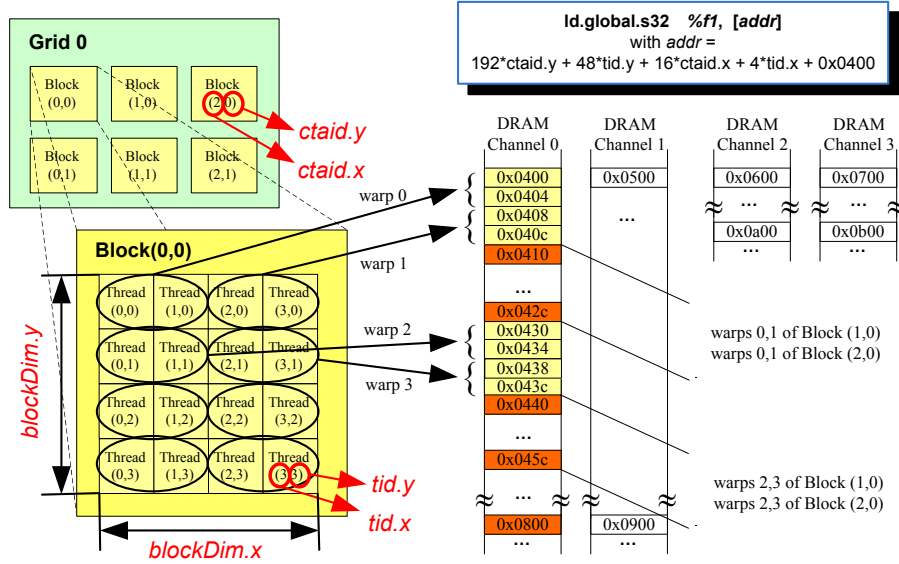 ld.global.s32 %f1, [addr]
with addr =
192*ctaid.y + 48*tid.y + 16*ctaid.x + 4*tid.x + 0x0400
Grid 0
Block
(0,0)
Block
(1,0)
Block
(2,0)
Block
(0,1)
Block
(1,1)
Block
(2,1)
ctaid.y
ctaid.x
Block(0,0)
Thread
(0,0)
Thread
(1,0)
Thread
(2,0)
Thread
(3,0)
Thread
(0,1)
Thread
(1,1)
Thread
(2,1)
Thread
(3,1)
Thread
(0,2)
Thread
(1,2)
Thread
(2,2)
Thread
(3,2)
Thread
(0,3)
Thread
(1,3)
Thread
(2,3)
Thread
(3,3)
blockDim.y
blockDim.x
tid.y
tid.x
warp 0
warp 1
warp 2
warp 3
DRAM
Channel 0
0x0400
0x0404
0x0408
0x040c
0x0410
...
0x042c
0x0430
0x0434
0x0438
0x043c
0x0440
...
0x045c
...
0x0800
...
DRAM
Channel 1
0x0500
...
0x0900
...
DRAM
Channel 2
0x0600
...
0x0a00
...
DRAM
Channel 3
0x0700
...
0x0b00
...
warps 0,1 of Block (1,0)
warps 0,1 of Block (2,0)
warps 2,3 of Block (1,0)
warps 2,3 of Block (2,0)